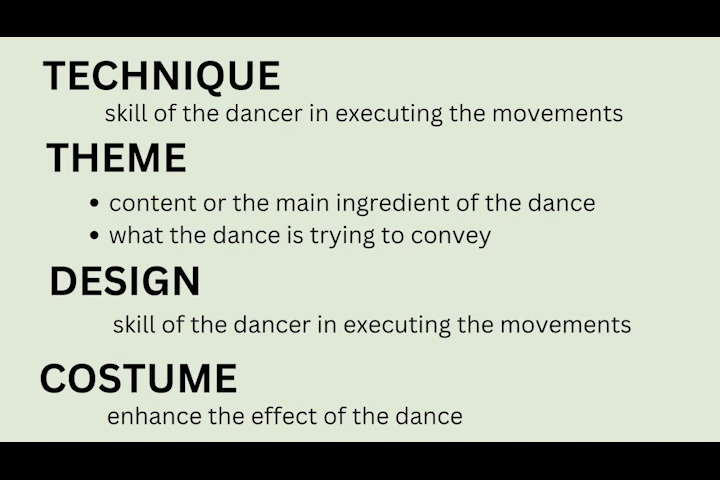 TECHNIQUE
skill of the dancer in executing the movements
THEME
• content or the main ingredient of the dance
• what the dance is trying to convey
DESIGN
skill of the dancer in executing the movements
COSTUME
enhance the effect of the dance